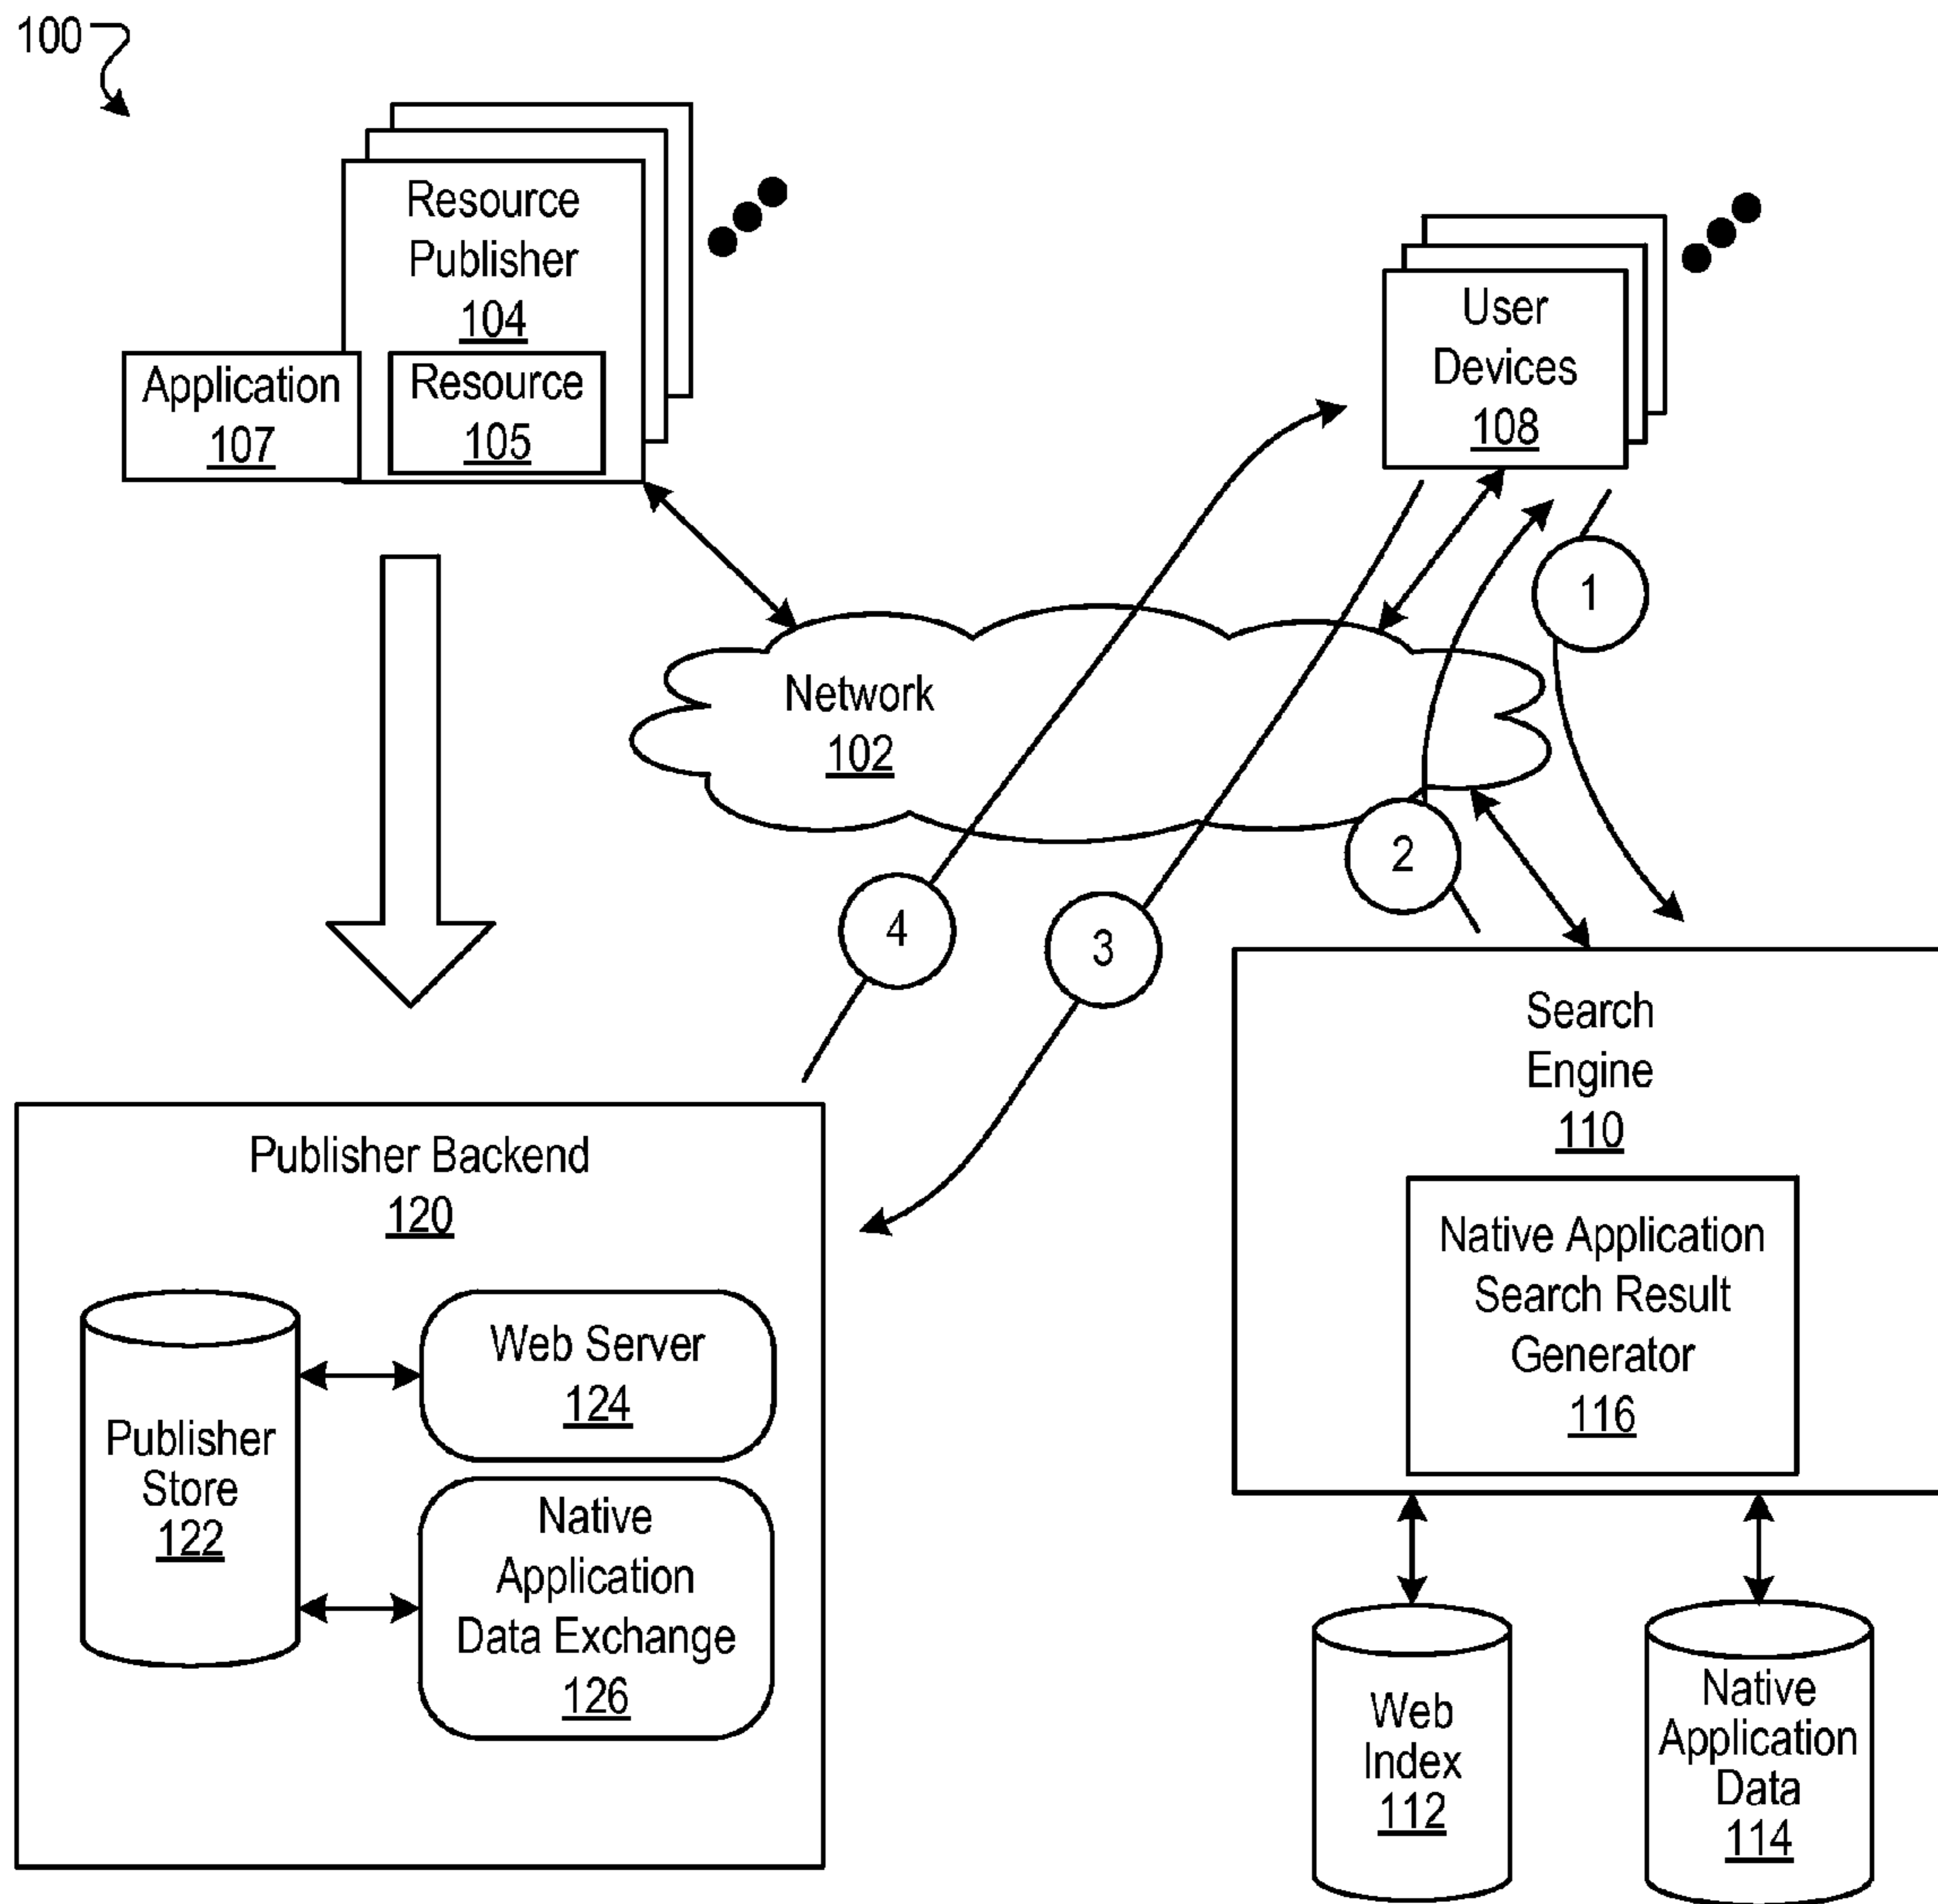 100
Resource
Publisher
104
Application
107
Resource
105
User
Devices
108
1
Network
102
2
4
3
Search
Engine
110
Native Application
Search Result
Generator
116
Publisher Backend
120
Publisher
Store
122
Web Server
124
Native
Application
Data Exchange
126
Web
Index
112
Native
Application
Data
114